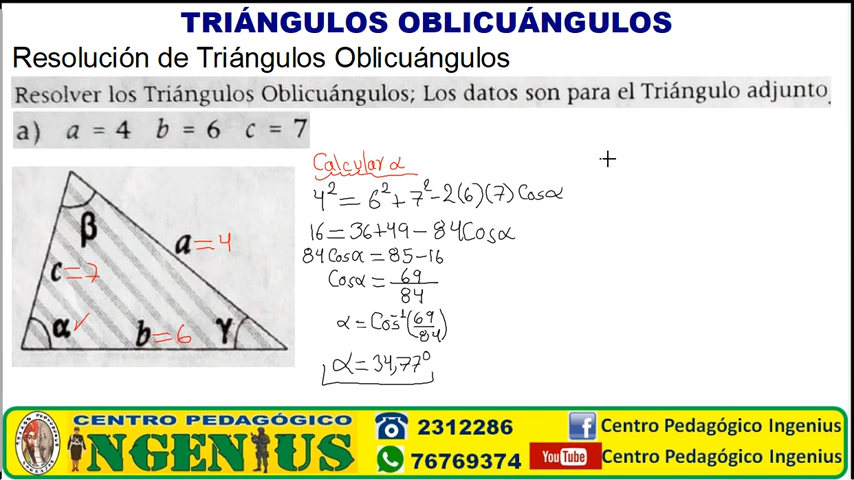 TRIÁNGULOS OBLICUÁNGULOS
Resolución de Triángulos Oblicuángulos
Resolver los Triángulos Oblicuángulos; Los datos son para el Triángulo adjunto.
a) a = 4 b = 6 c = 7
Calcular α
4² = 6² + 7² - 2(6)(7) Cosα
16 = 36 + 49 - 84 Cosα
84 Cosα = 85 - 16
Cosα = 69/84
α = Cos⁻¹(69/84)
α = 34,77°
β
a = 4
c = 7
α ✓
b = 6
γ
CENTRO PEDAGÓGICO
INGENIUS
2312286
76769374
Centro Pedagógico Ingenius
YouTube Centro Pedagógico Ingenius